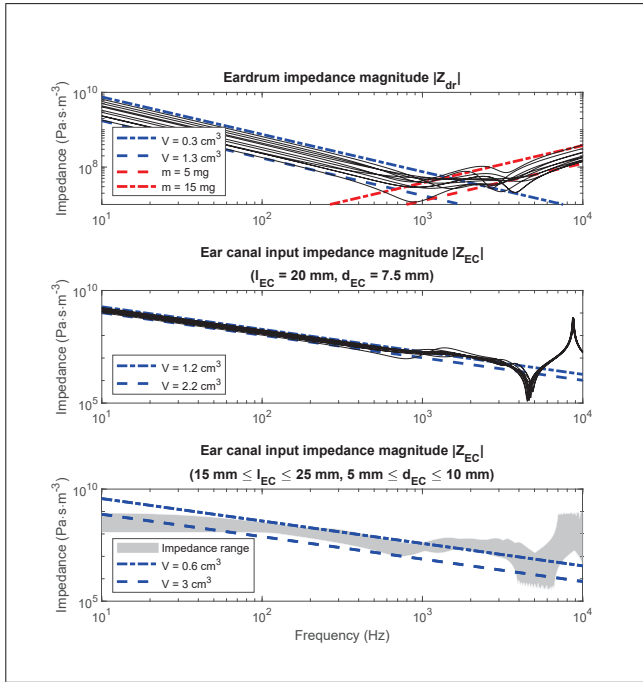 Eardrum impedance magnitude |Z_dr|
10^10
10^8
Impedance (Pa·s·m^-3)
V = 0.3 cm^3
V = 1.3 cm^3
m = 5 mg
m = 15 mg
10^1 10^2 10^3 10^4
Ear canal input impedance magnitude |Z_EC|
(l_EC = 20 mm, d_EC = 7.5 mm)
10^10
10^5
Impedance (Pa·s·m^-3)
V = 1.2 cm^3
V = 2.2 cm^3
10^1 10^2 10^3 10^4
Ear canal input impedance magnitude |Z_EC|
(15 mm ≤ l_EC ≤ 25 mm, 5 mm ≤ d_EC ≤ 10 mm)
10^10
10^5
Impedance (Pa·s·m^-3)
Impedance range
V = 0.6 cm^3
V = 3 cm^3
10^1 10^2 10^3 10^4
Frequency (Hz)